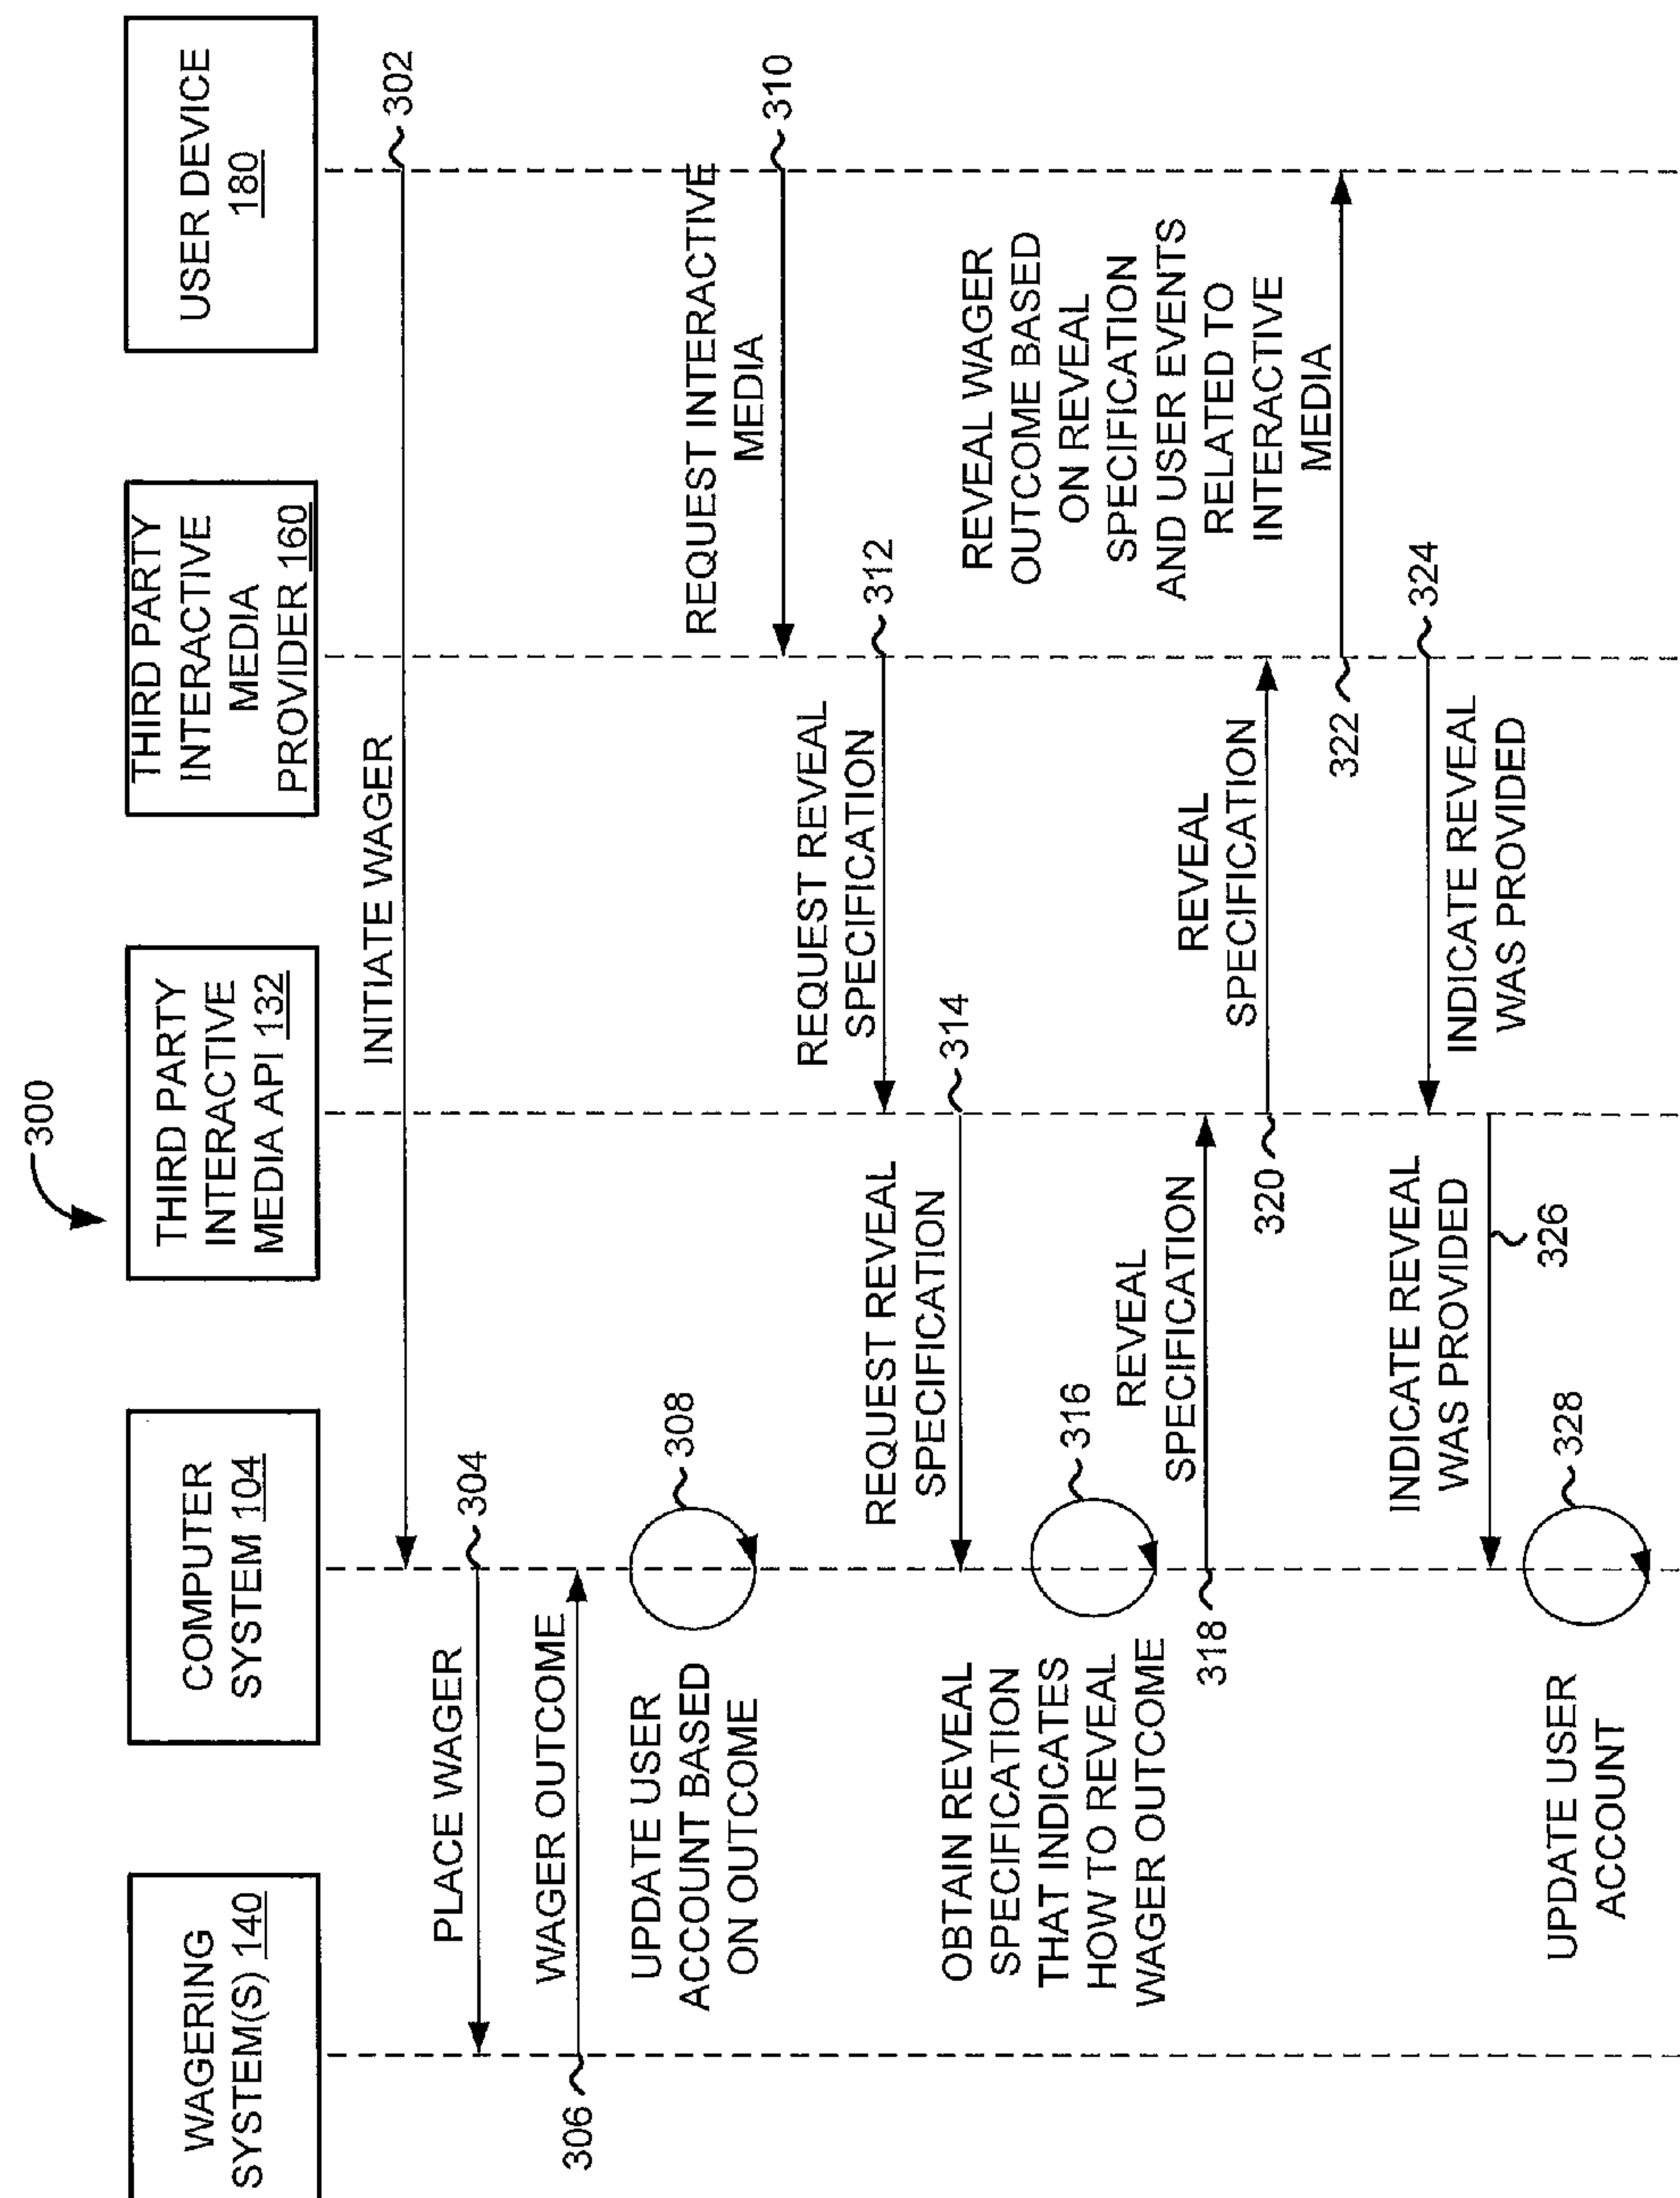 300
WAGERING
SYSTEM(S) 140
COMPUTER
SYSTEM 104
THIRD PARTY
INTERACTIVE
MEDIA API 132
THIRD PARTY
INTERACTIVE
MEDIA
PROVIDER 160
USER DEVICE
180
INITIATE WAGER
302
PLACE WAGER
304
WAGER OUTCOME
306
UPDATE USER
ACCOUNT BASED
ON OUTCOME
308
REQUEST INTERACTIVE
MEDIA
310
REQUEST REVEAL
SPECIFICATION
312
REQUEST REVEAL
SPECIFICATION
314
OBTAIN REVEAL
SPECIFICATION
THAT INDICATES
HOW TO REVEAL
WAGER OUTCOME
316
REVEAL
SPECIFICATION
318
REVEAL
SPECIFICATION
320
REVEAL WAGER
OUTCOME BASED
ON REVEAL
SPECIFICATION
AND USER EVENTS
RELATED TO
INTERACTIVE
MEDIA
322
INDICATE REVEAL
WAS PROVIDED
324
INDICATE REVEAL
WAS PROVIDED
326
UPDATE USER
ACCOUNT
328